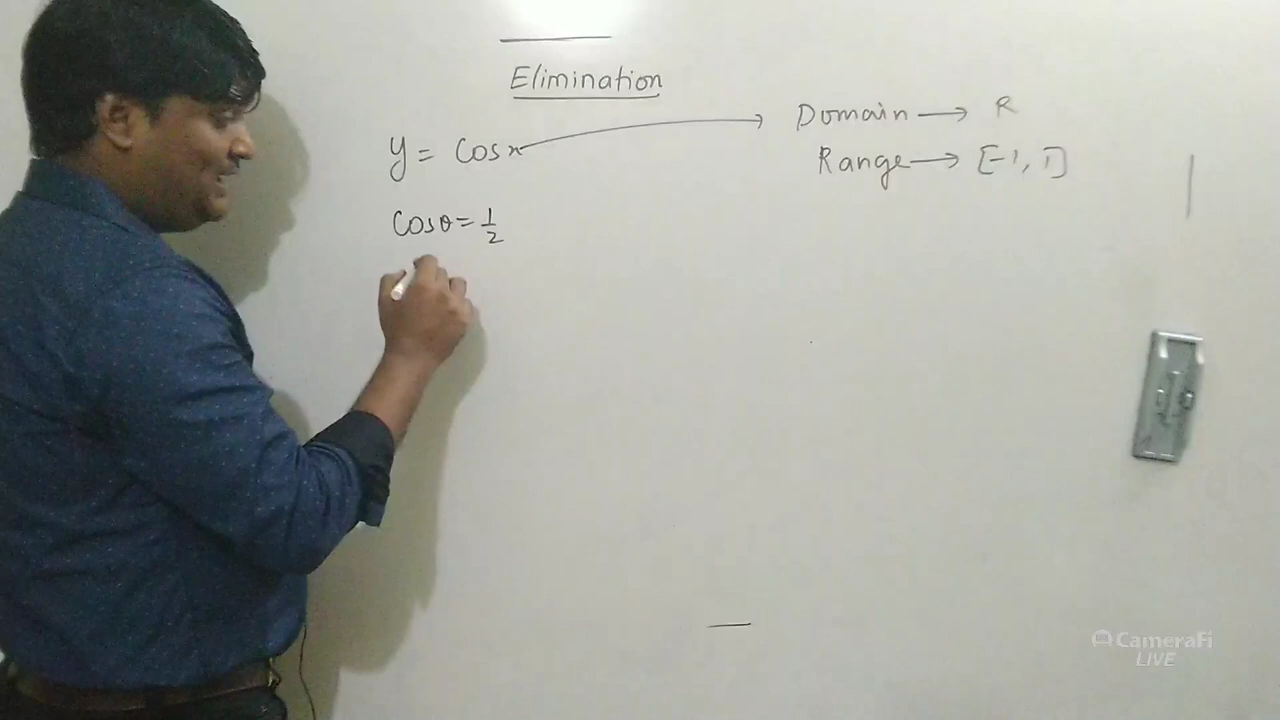 Elimination
y = Cosx → Domain → R
Range → [-1, 1]
Cosθ = 1/2
CameraFi
LIVE